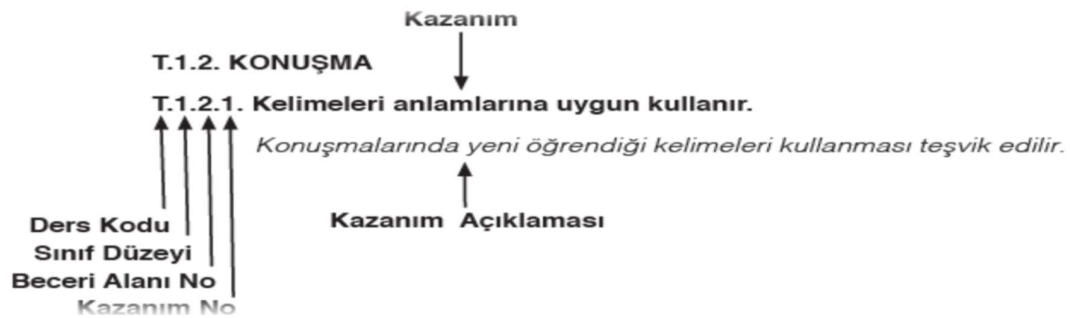 Kazanım
T.1.2. KONUŞMA
T.1.2.1. Kelimeleri anlamlarına uygun kullanır.
Konuşmalarında yeni öğrendiği kelimeleri kullanması teşvik edilir.
Kazanım Açıklaması
Ders Kodu
Sınıf Düzeyi
Beceri Alanı No
Kazanım No